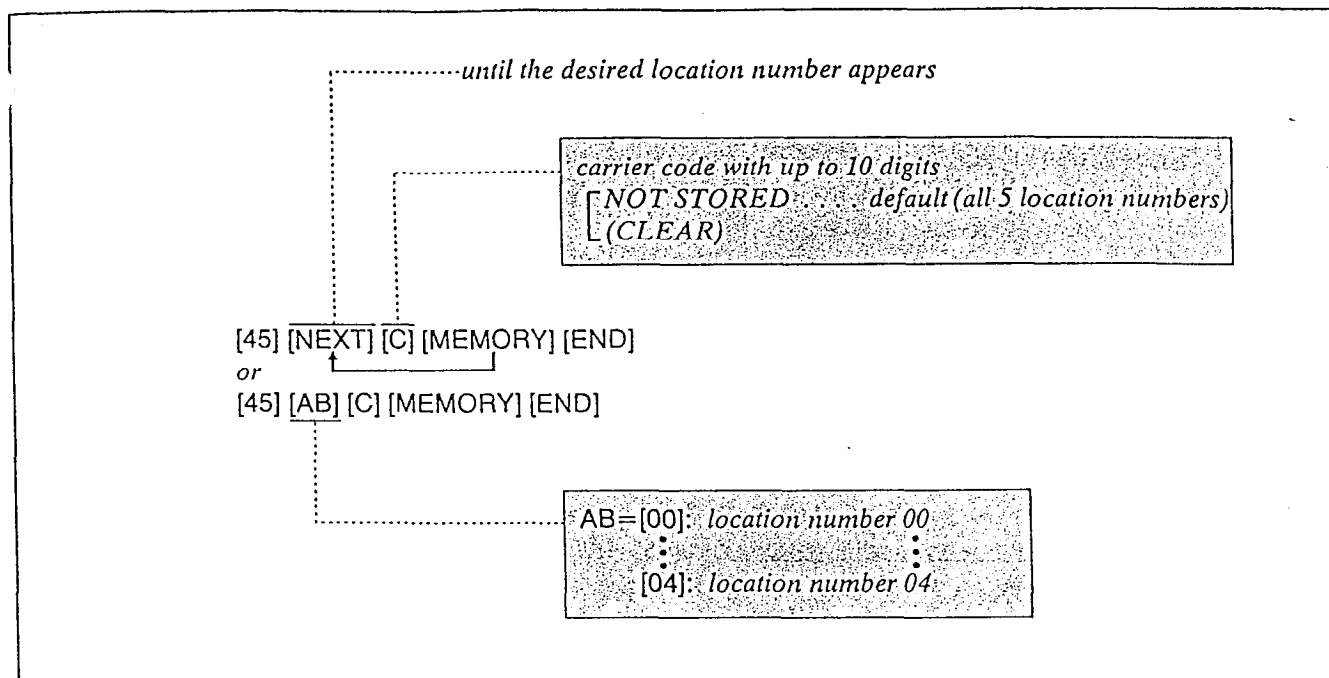 until the desired location number appears
carrier code with up to 10 digits
NOT STORED . . . . default (all 5 location numbers)
(CLEAR)
[45] [NEXT] [C] [MEMORY] [END]
or
[45] [AB] [C] [MEMORY] [END]
AB=[00]: location number 00
[04]: location number 04